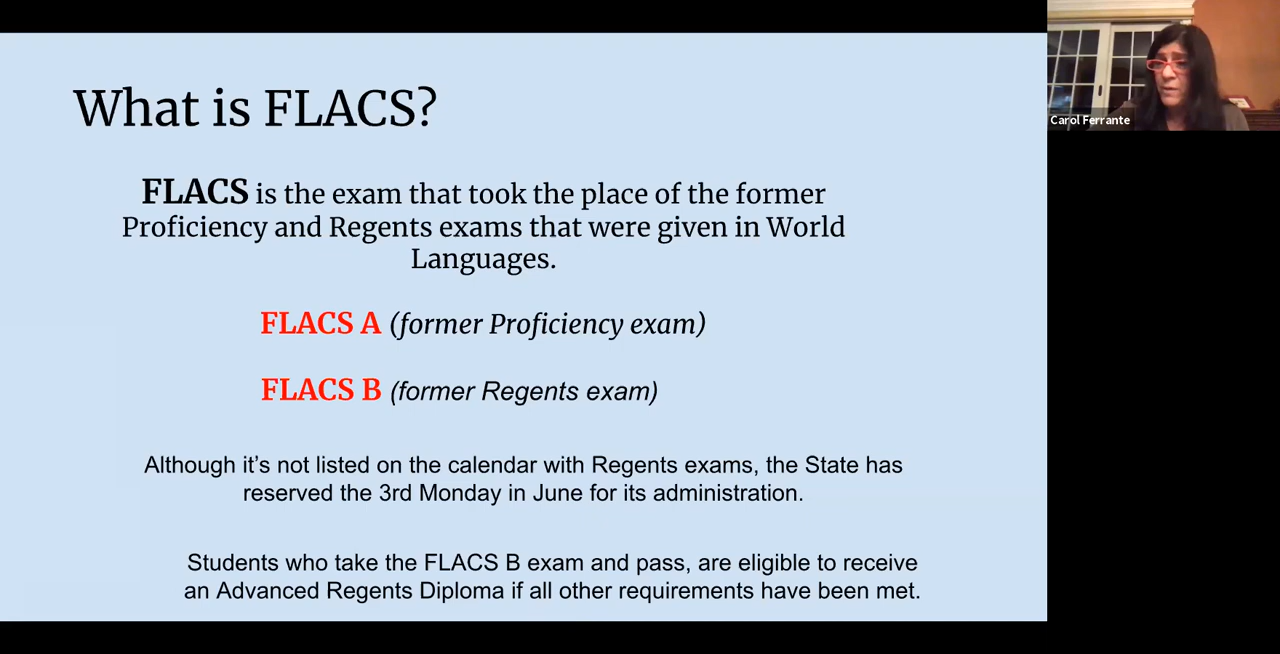 What is FLACS?
Carol Ferrante
FLACS is the exam that took the place of the former
Proficiency and Regents exams that were given in World
Languages.
FLACS A (former Proficiency exam)
FLACS B (former Regents exam)
Although it’s not listed on the calendar with Regents exams, the State has
reserved the 3rd Monday in June for its administration.
Students who take the FLACS B exam and pass, are eligible to receive
an Advanced Regents Diploma if all other requirements have been met.